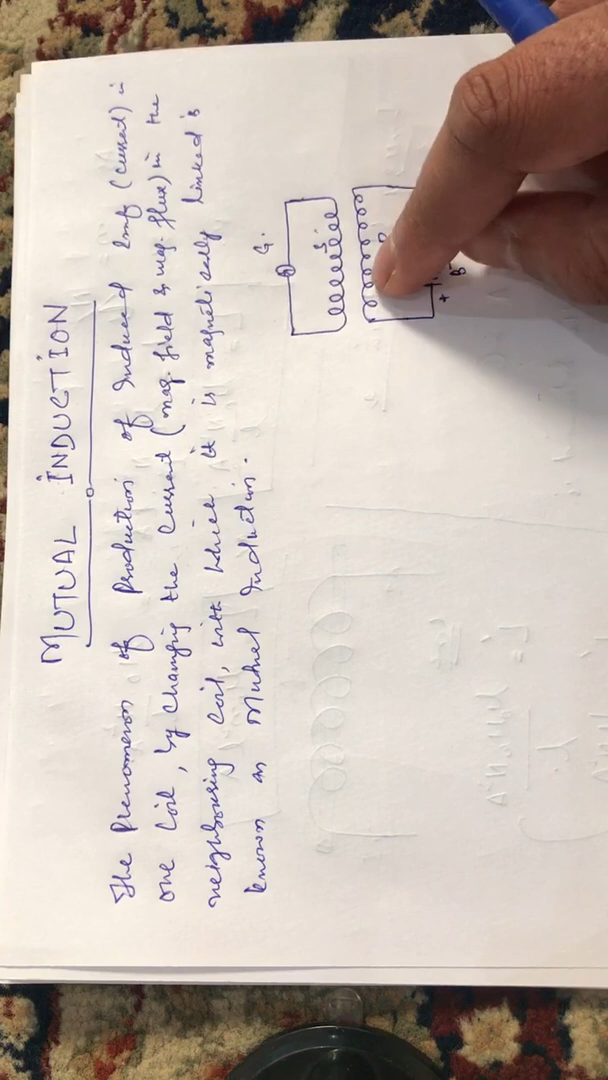 MUTUAL INDUCTION
The Phenomenon of Production of Induced Emf (current) in
one Coil, by changing the current (mag. field & mag. flux) in the
neighbouring Coil, with which it is magnetically linked is
known as Mutual Induction.
G.
S
P
+ B -